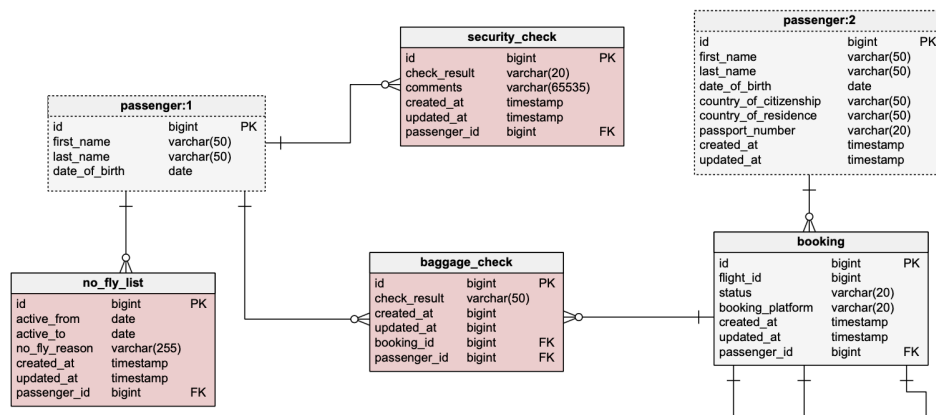 security_check
id bigint PK
check_result varchar(20)
comments varchar(65535)
created_at timestamp
updated_at timestamp
passenger_id bigint FK
passenger:2
id bigint PK
first_name varchar(50)
last_name varchar(50)
date_of_birth date
country_of_citizenship varchar(50)
country_of_residence varchar(50)
passport_number varchar(20)
created_at timestamp
updated_at timestamp
passenger:1
id bigint PK
first_name varchar(50)
last_name varchar(50)
date_of_birth date
no_fly_list
id bigint PK
active_from date
active_to date
no_fly_reason varchar(255)
created_at timestamp
updated_at timestamp
passenger_id bigint FK
baggage_check
id bigint PK
check_result varchar(50)
created_at bigint
updated_at bigint
booking_id bigint FK
passenger_id bigint FK
booking
id bigint PK
flight_id bigint
status varchar(20)
booking_platform varchar(20)
created_at timestamp
updated_at timestamp
passenger_id bigint FK